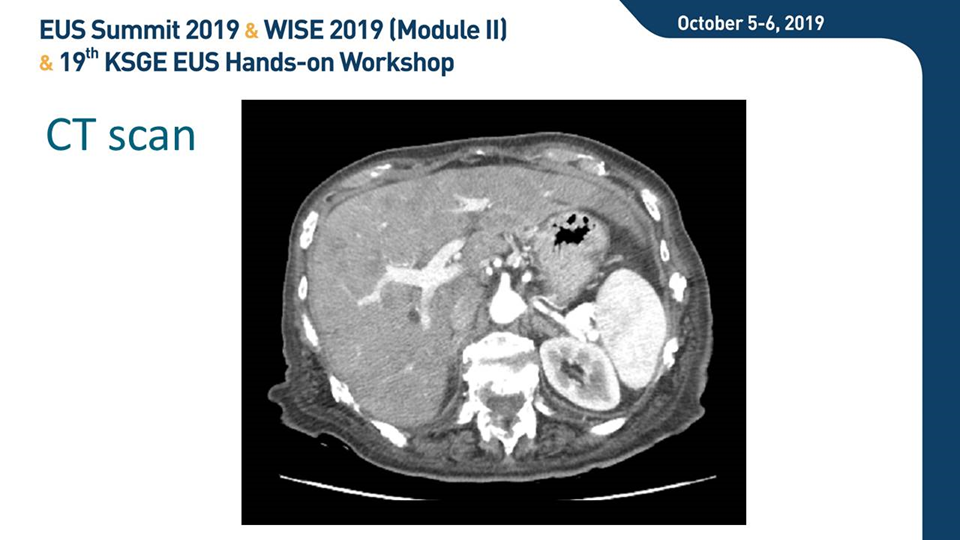 EUS Summit 2019 & WISE 2019 (Module II)
& 19th KSGE EUS Hands-on Workshop
October 5-6, 2019
CT scan